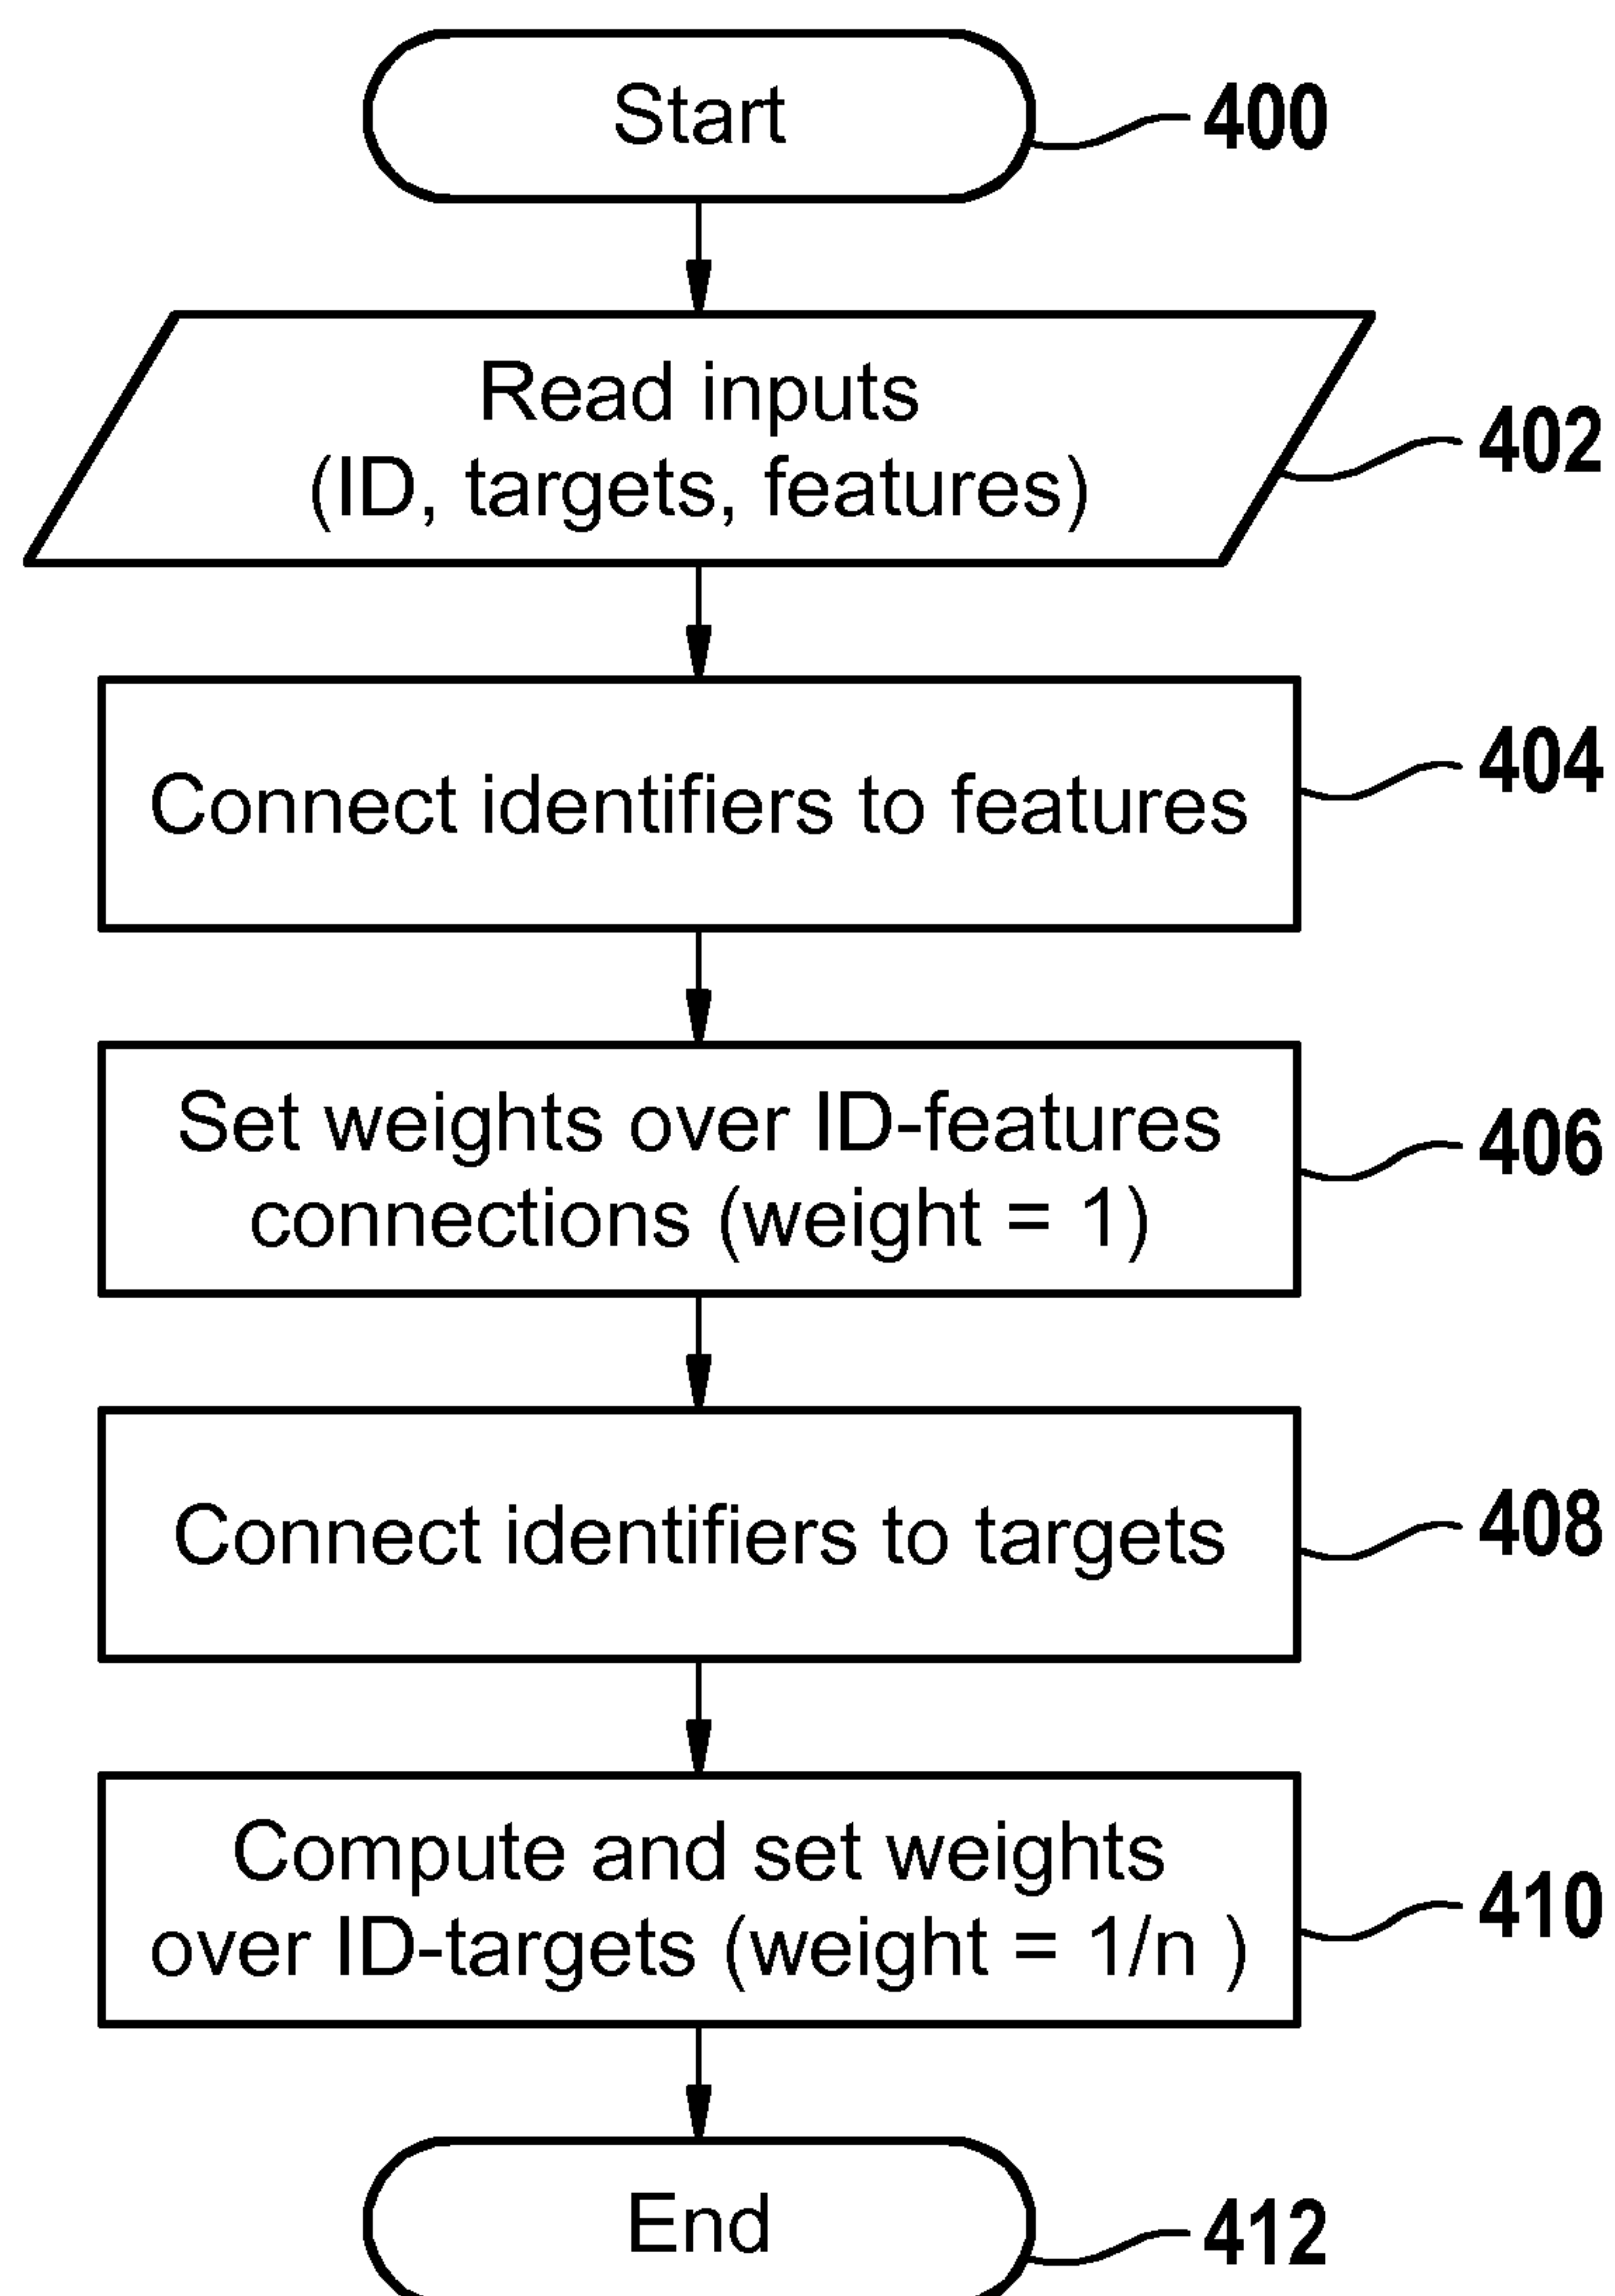 Start
400
Read inputs
(ID, targets, features)
402
Connect identifiers to features
404
Set weights over ID-features
connections (weight = 1)
406
Connect identifiers to targets
408
Compute and set weights
over ID-targets (weight = 1/n )
410
End
412